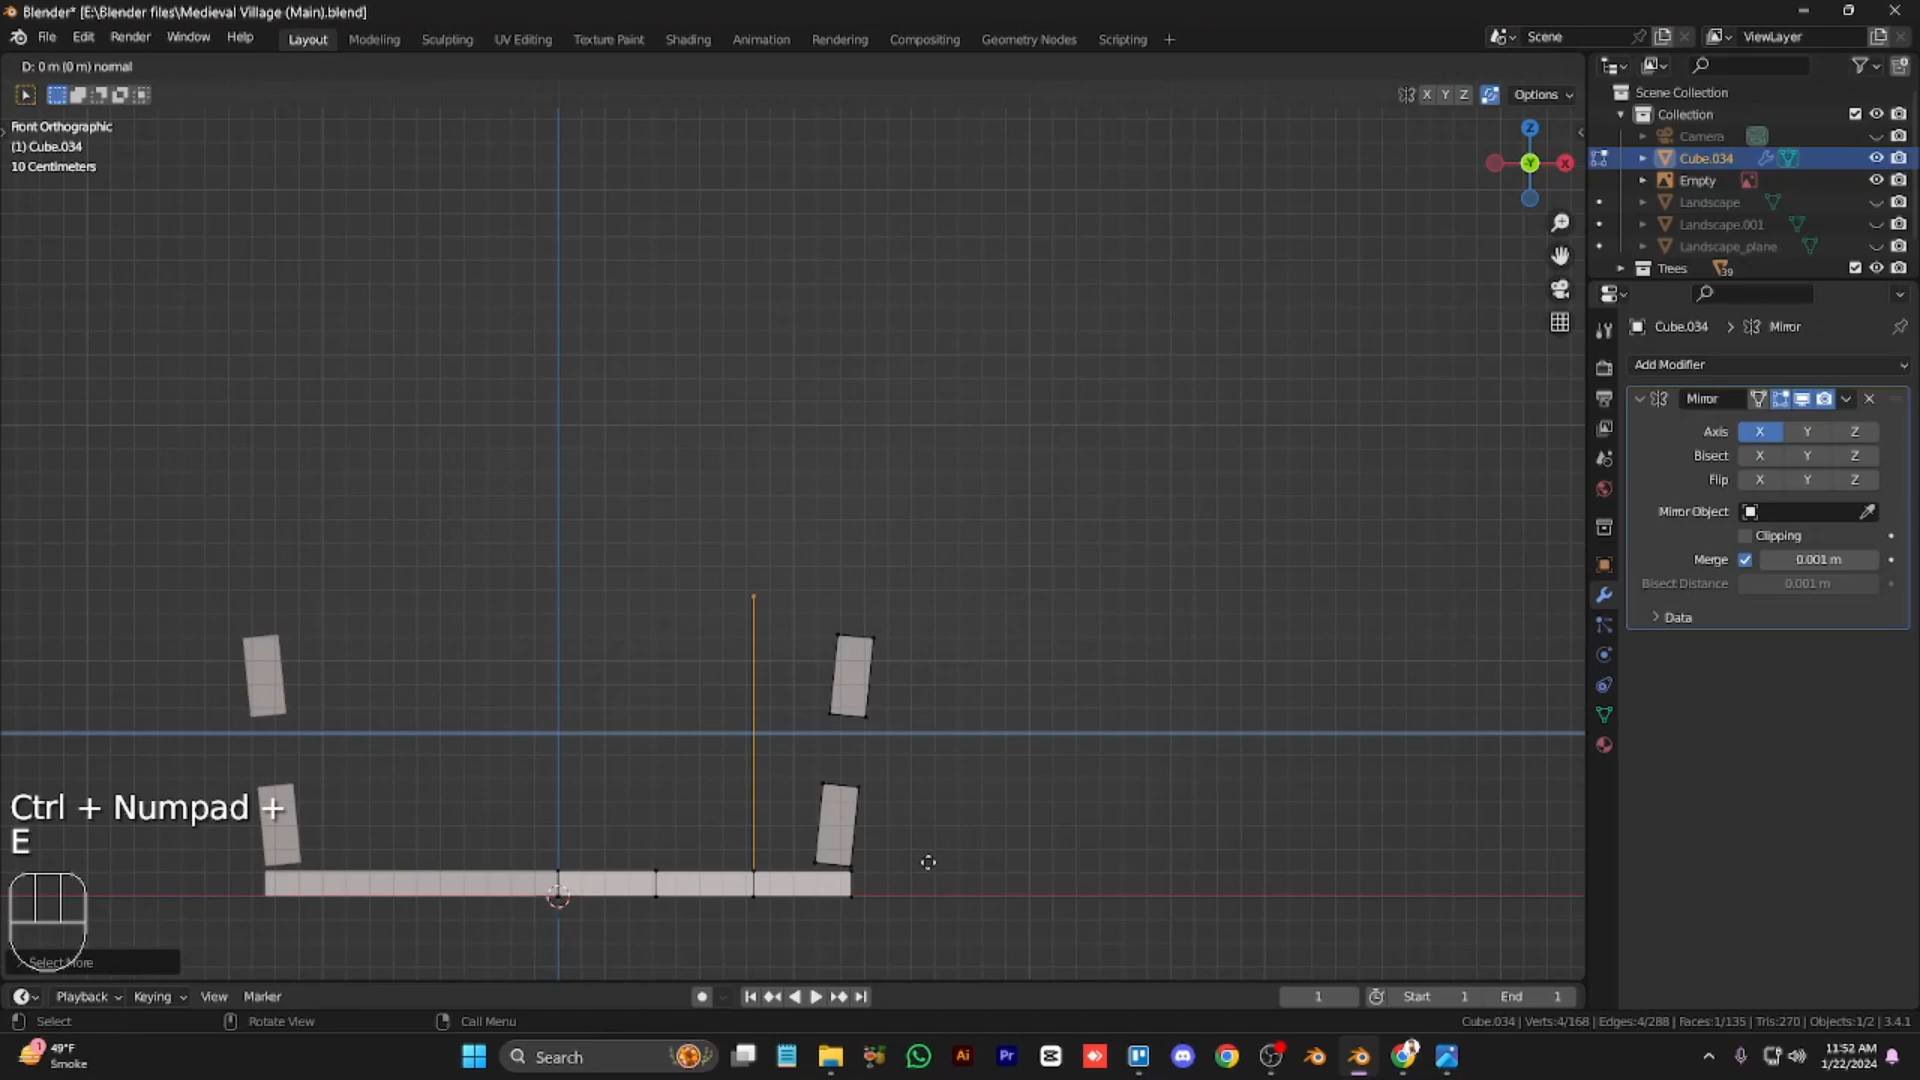 Blender* [E:\Blender files\Medieval Village (Main).blend]
File Edit Render Window Help Layout Modeling Sculpting UV Editing Texture Paint Shading Animation Rendering Compositing Geometry Nodes Scripting + Scene ViewLayer
D: 0 m (0 m) normal
X Y Z Options
Front Orthographic
(1) Cube.034
10 Centimeters
Z
Y
X
Scene Collection
Collection
Camera
Cube.034
Empty
Landscape
Landscape.001
Landscape_plane
Trees 39
Cube.034 > Mirror
Add Modifier
Mirror
Axis X Y Z
Bisect X Y Z
Flip X Y Z
Mirror Object
Clipping
Merge 0.001 m
Bisect Distance 0.001 m
Data
Ctrl + Numpad +
E
Select More
Playback Keying View Marker 1 Start 1 End 1
Select Rotate View Call Menu Cube.034 | Verts:4/168 | Edges:4/288 | Faces:1/135 | Tris:270 | Objects:1/2 | 3.4.1
1
49°F
Smoke
Search
Ai
Pr
11:52 AM
1/22/2024